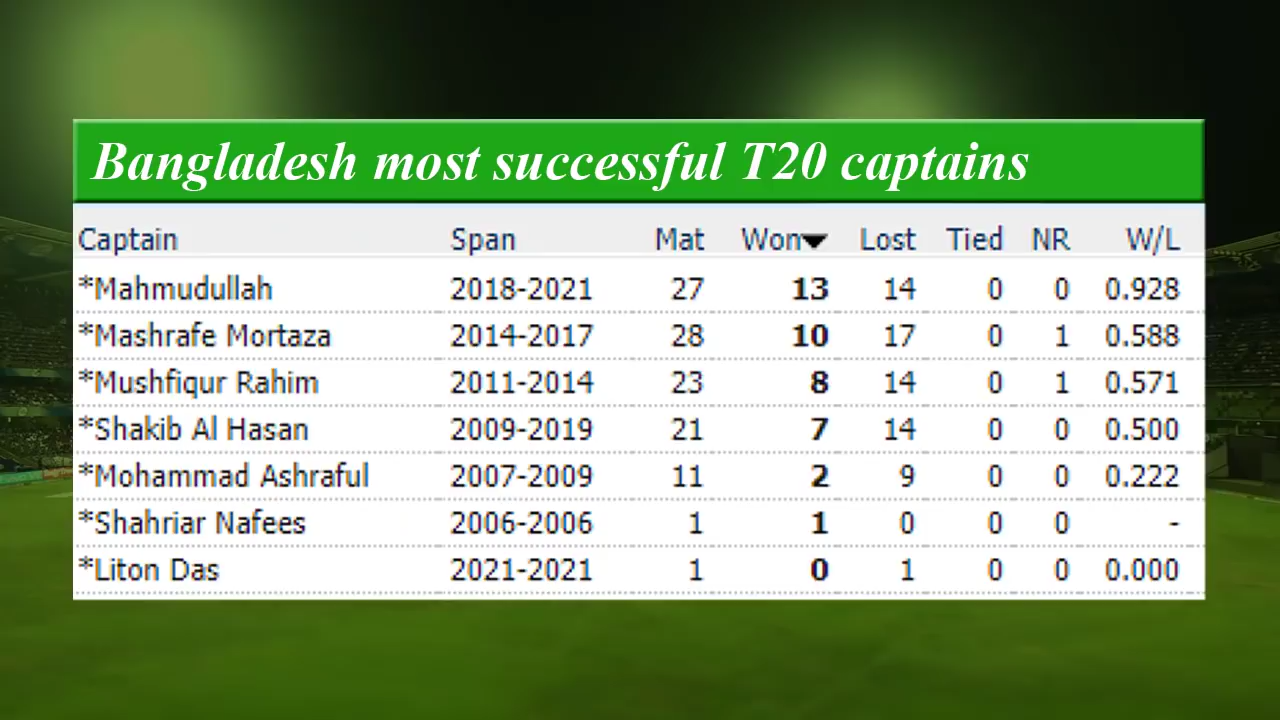 Bangladesh most successful T20 captains
Captain Span Mat Won Lost Tied NR W/L
*Mahmudullah 2018-2021 27 13 14 0 0 0.928
*Mashrafe Mortaza 2014-2017 28 10 17 0 1 0.588
*Mushfiqur Rahim 2011-2014 23 8 14 0 1 0.571
*Shakib Al Hasan 2009-2019 21 7 14 0 0 0.500
*Mohammad Ashraful 2007-2009 11 2 9 0 0 0.222
*Shahriar Nafees 2006-2006 1 1 0 0 0 -
*Liton Das 2021-2021 1 0 1 0 0 0.000